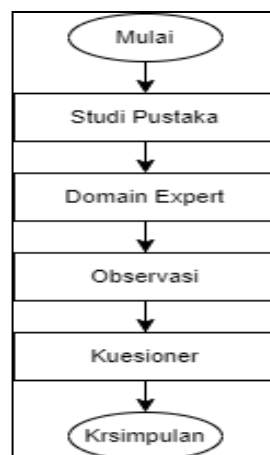 Mulai
Studi Pustaka
Domain Expert
Observasi
Kuesioner
Krsimpulan